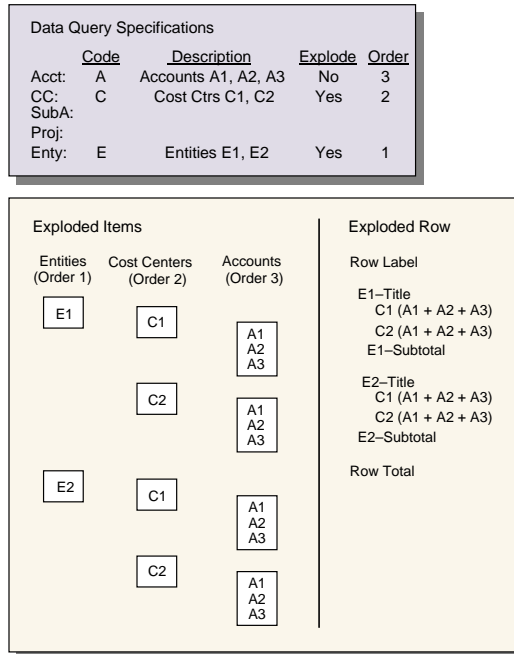 Data Query Specifications
Code Description Explode Order
Acct: A Accounts A1, A2, A3 No 3
CC: C Cost Ctrs C1, C2 Yes 2
SubA:
Proj:
Enty: E Entities E1, E2 Yes 1
Exploded Items
Entities Cost Centers Accounts
(Order 1) (Order 2) (Order 3)
E1
C1
A1
A2
A3
C2
A1
A2
A3
E2
C1
A1
A2
A3
C2
A1
A2
A3
Exploded Row
Row Label
E1–Title
C1 (A1 + A2 + A3)
C2 (A1 + A2 + A3)
E1–Subtotal
E2–Title
C1 (A1 + A2 + A3)
C2 (A1 + A2 + A3)
E2–Subtotal
Row Total